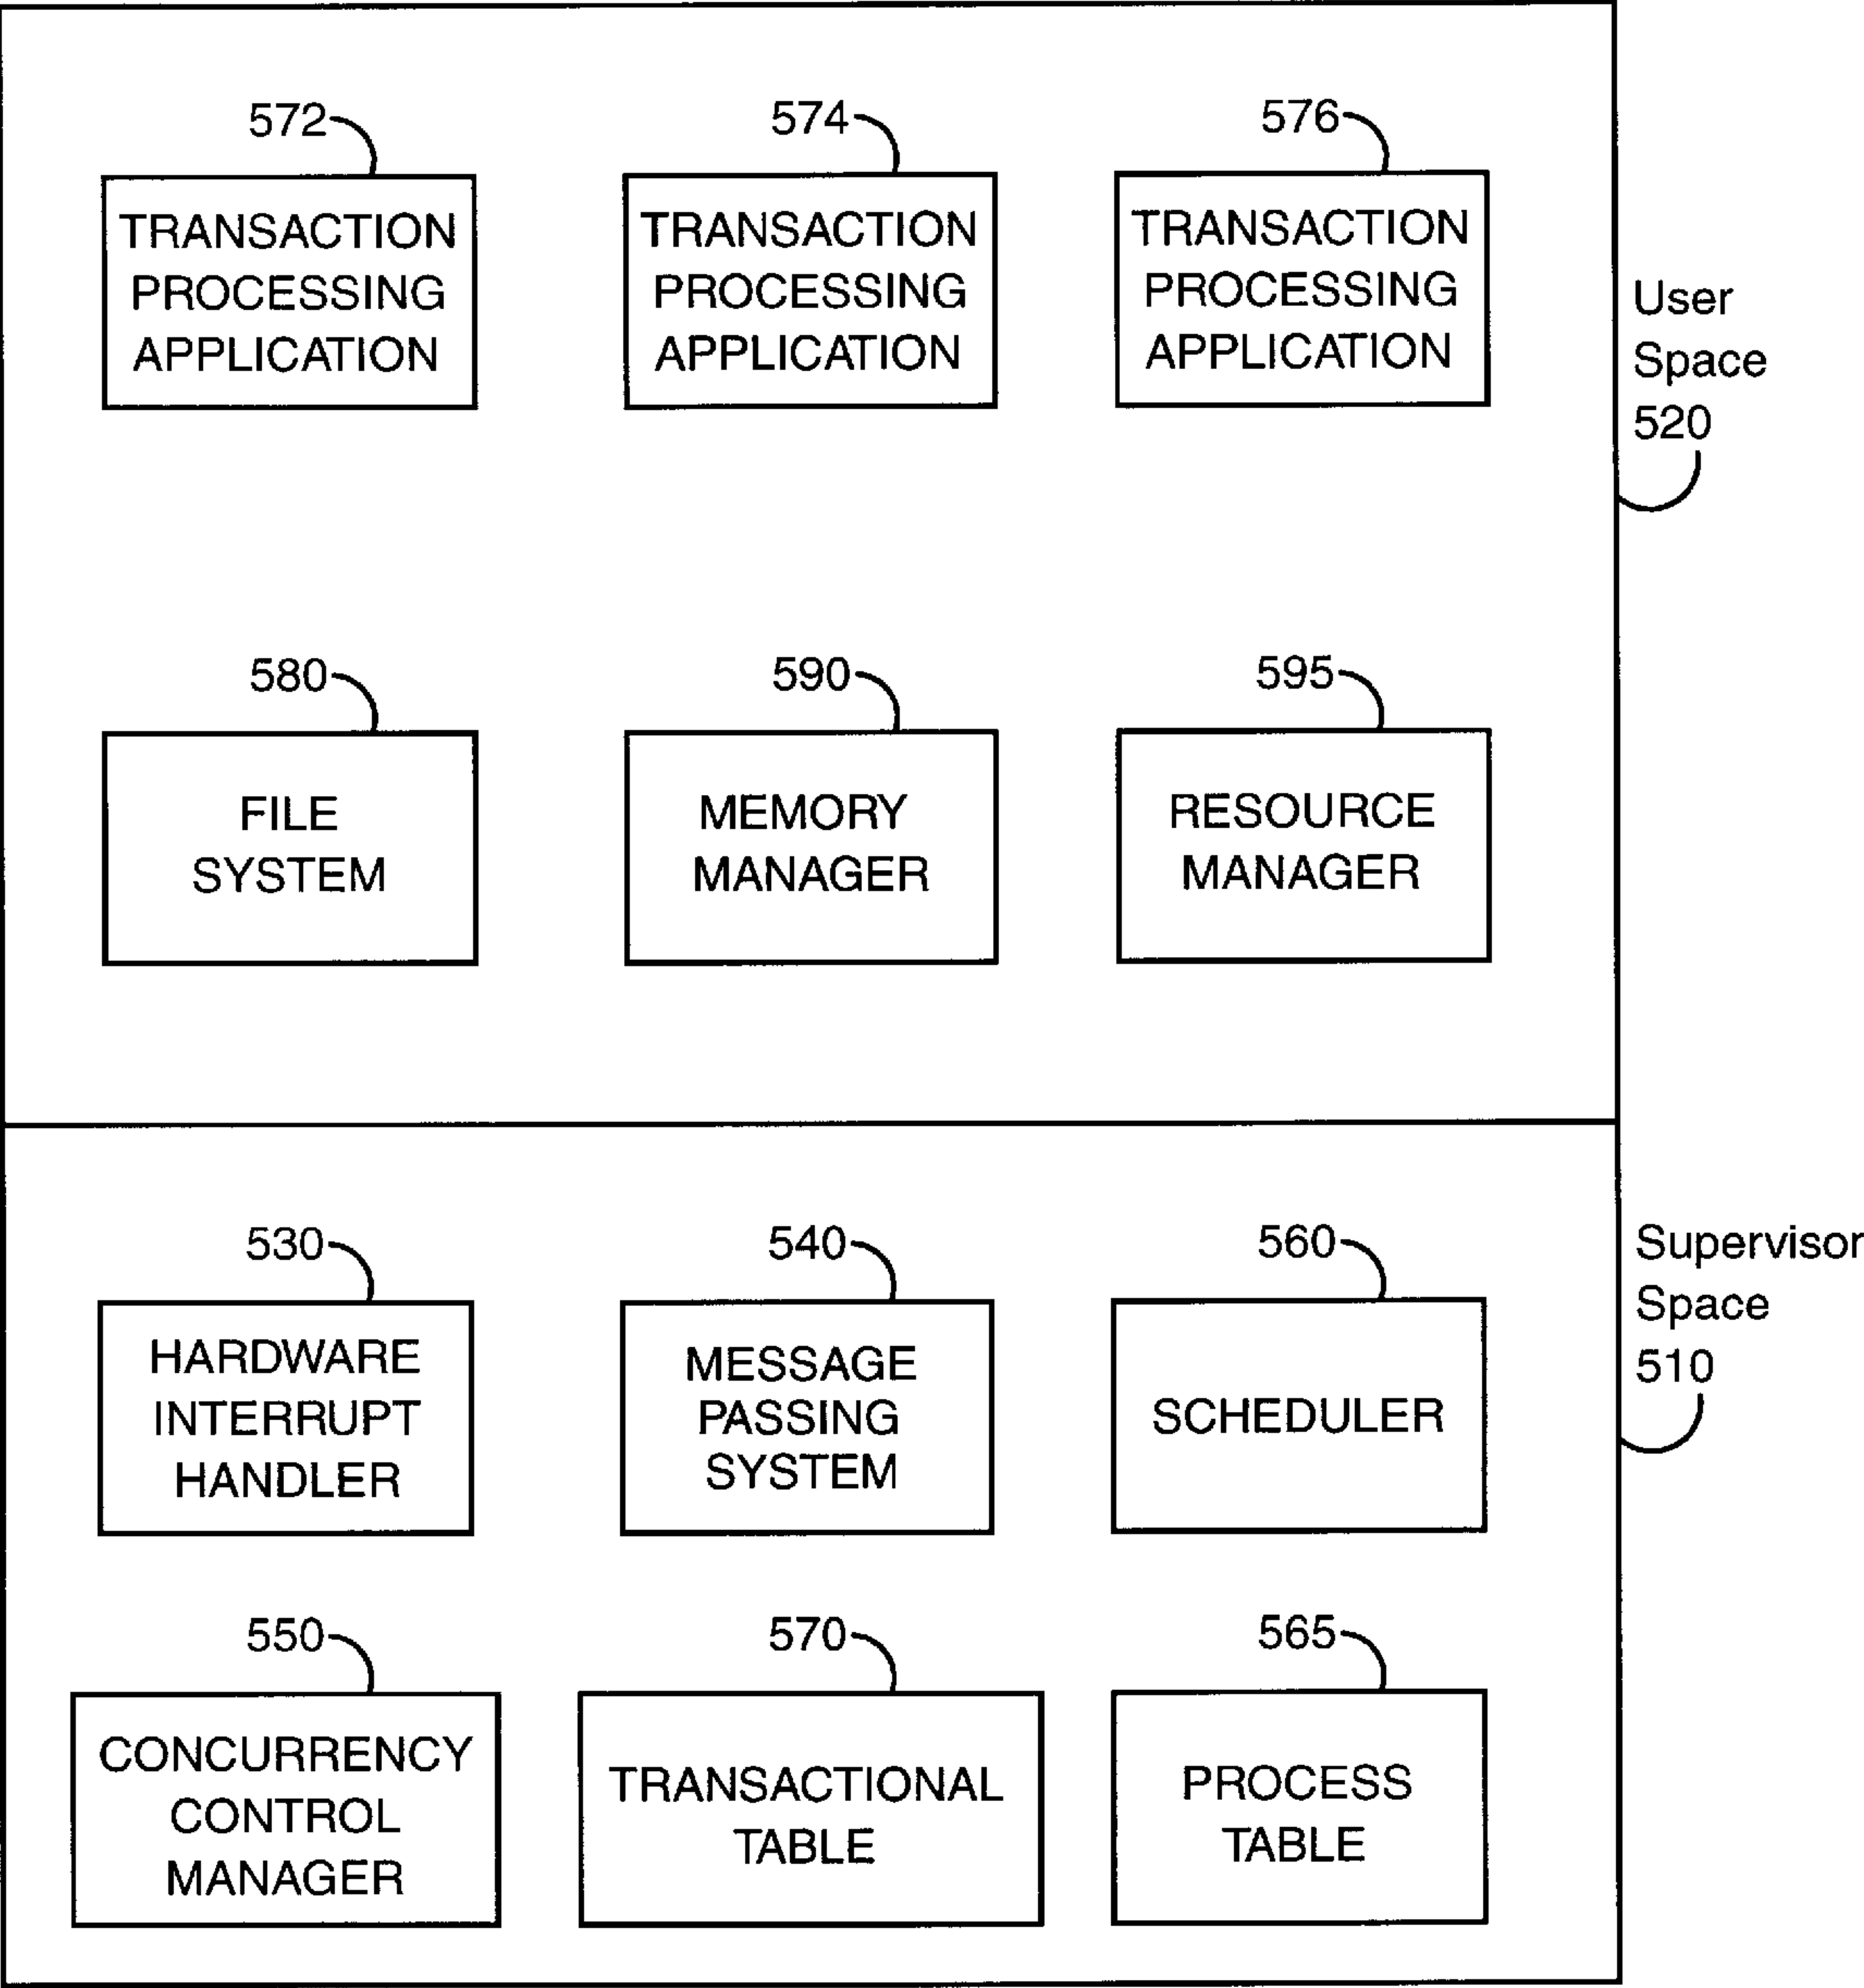 572
574
576
TRANSACTION
PROCESSING
APPLICATION
TRANSACTION
PROCESSING
APPLICATION
TRANSACTION
PROCESSING
APPLICATION
User
Space
520
580
590
595
FILE
SYSTEM
MEMORY
MANAGER
RESOURCE
MANAGER
530
540
560
HARDWARE
INTERRUPT
HANDLER
MESSAGE
PASSING
SYSTEM
SCHEDULER
Supervisor
Space
510
550
570
565
CONCURRENCY
CONTROL
MANAGER
TRANSACTIONAL
TABLE
PROCESS
TABLE